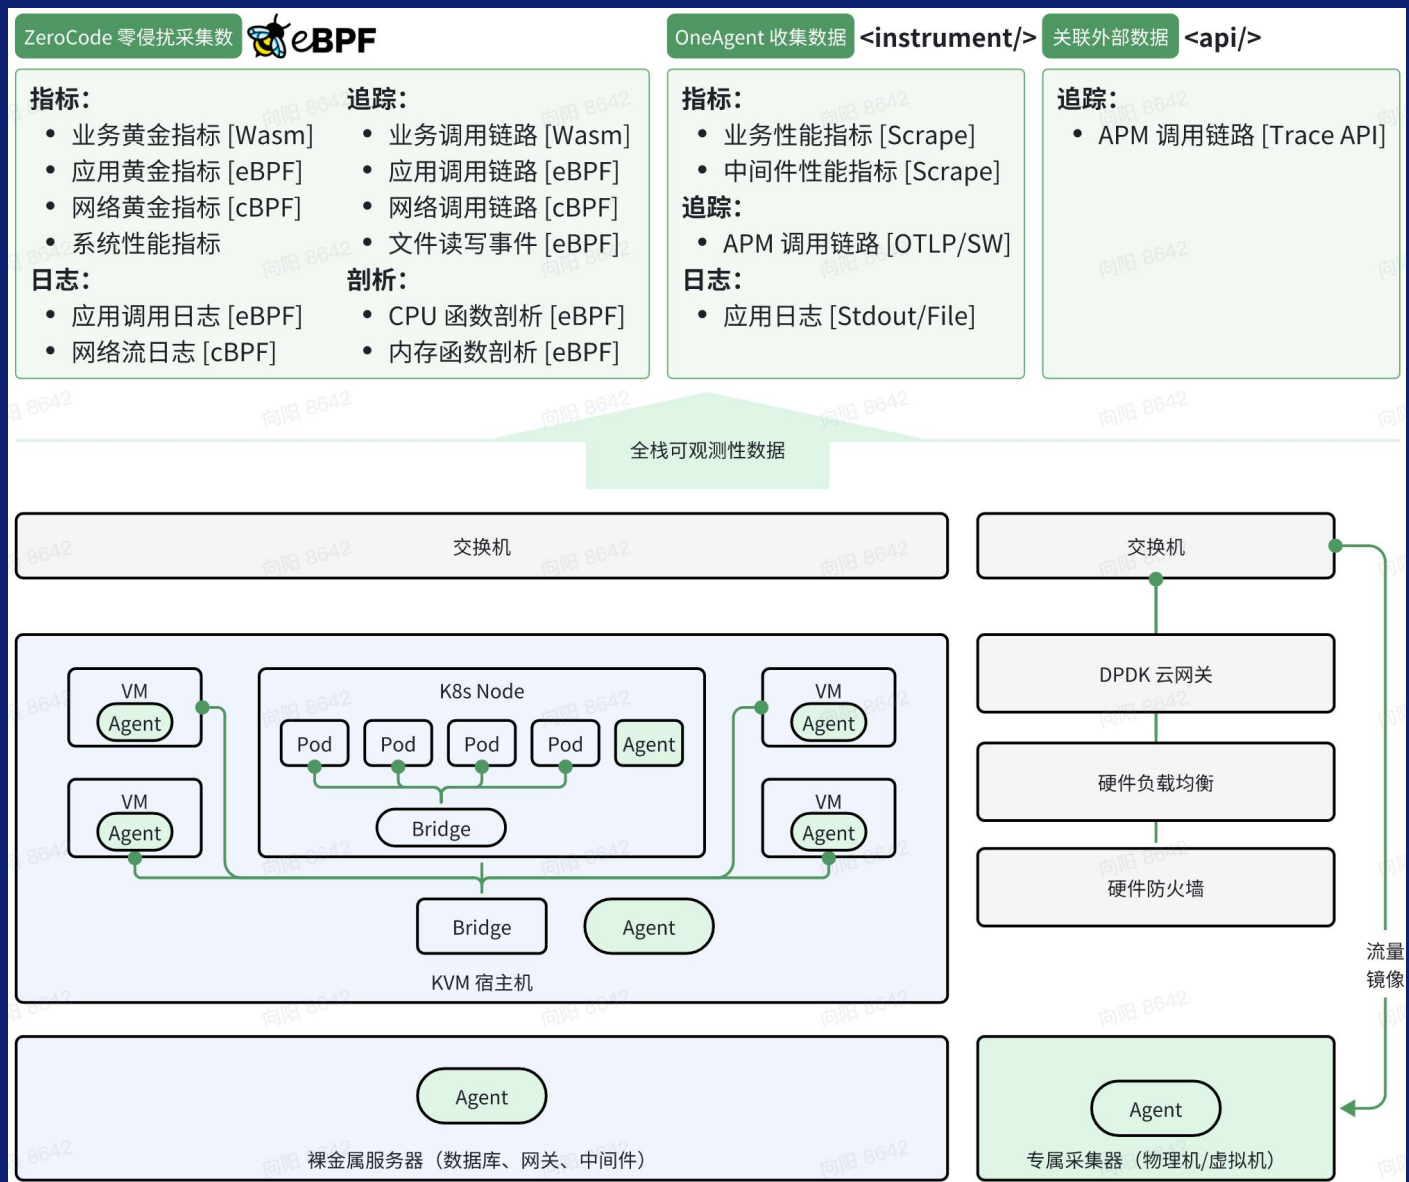 ZeroCode 零侵扰采集数
eBPF
指标：
• 业务黄金指标 [Wasm]
• 应用黄金指标 [eBPF]
• 网络黄金指标 [cBPF]
• 系统性能指标
日志：
• 应用调用日志 [eBPF]
• 网络流日志 [cBPF]
追踪：
• 业务调用链路 [Wasm]
• 应用调用链路 [eBPF]
• 网络调用链路 [cBPF]
• 文件读写事件 [eBPF]
剖析：
• CPU 函数剖析 [eBPF]
• 内存函数剖析 [eBPF]
OneAgent 收集数据
<instrument/>
指标：
• 业务性能指标 [Scrape]
• 中间件性能指标 [Scrape]
追踪：
• APM 调用链路 [OTLP/SW]
日志：
• 应用日志 [Stdout/File]
关联外部数据
<api/>
追踪：
• APM 调用链路 [Trace API]
全栈可观测性数据
交换机
VM
Agent
VM
Agent
K8s Node
Pod
Pod
Pod
Pod
Agent
Bridge
VM
Agent
VM
Agent
Bridge
Agent
KVM 宿主机
Agent
裸金属服务器（数据库、网关、中间件）
交换机
DPDK 云网关
硬件负载均衡
硬件防火墙
流量
镜像
Agent
专属采集器（物理机/虚拟机）
向阳 8642